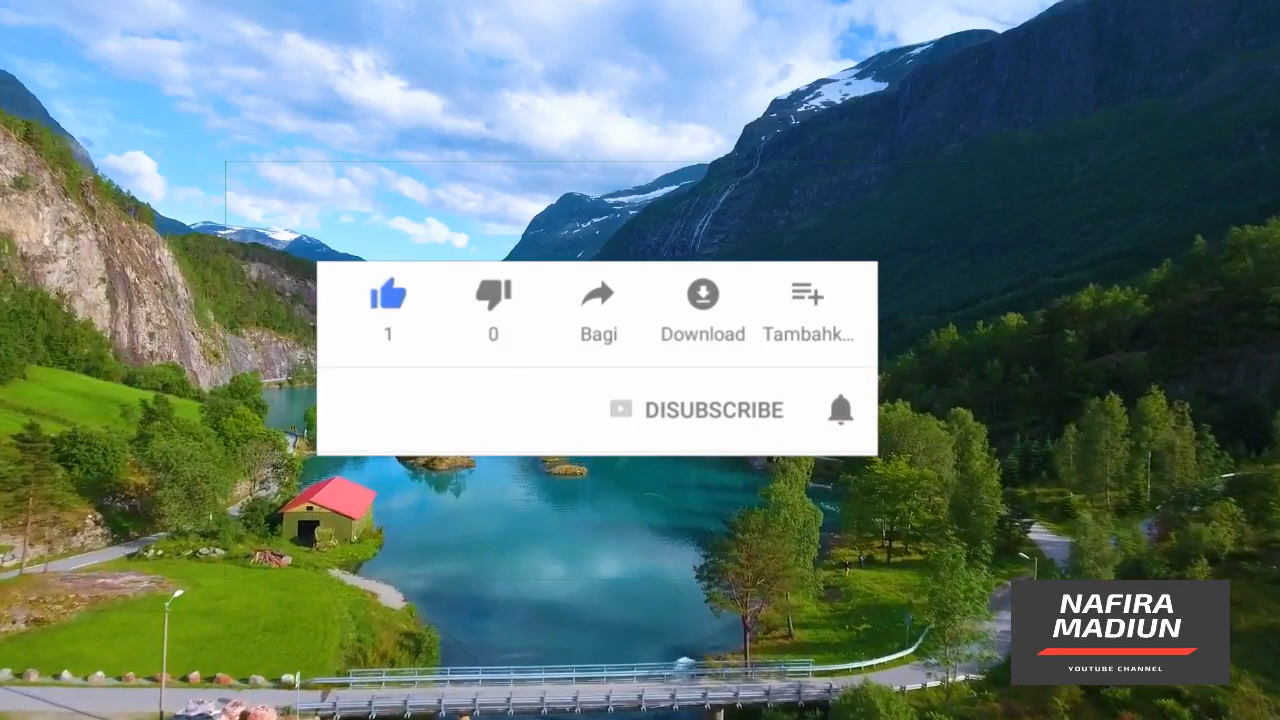 1
0
Bagi
Download
Tambahk...
DISUBSCRIBE
NAFIRA
MADIUN
YOUTUBE CHANNEL